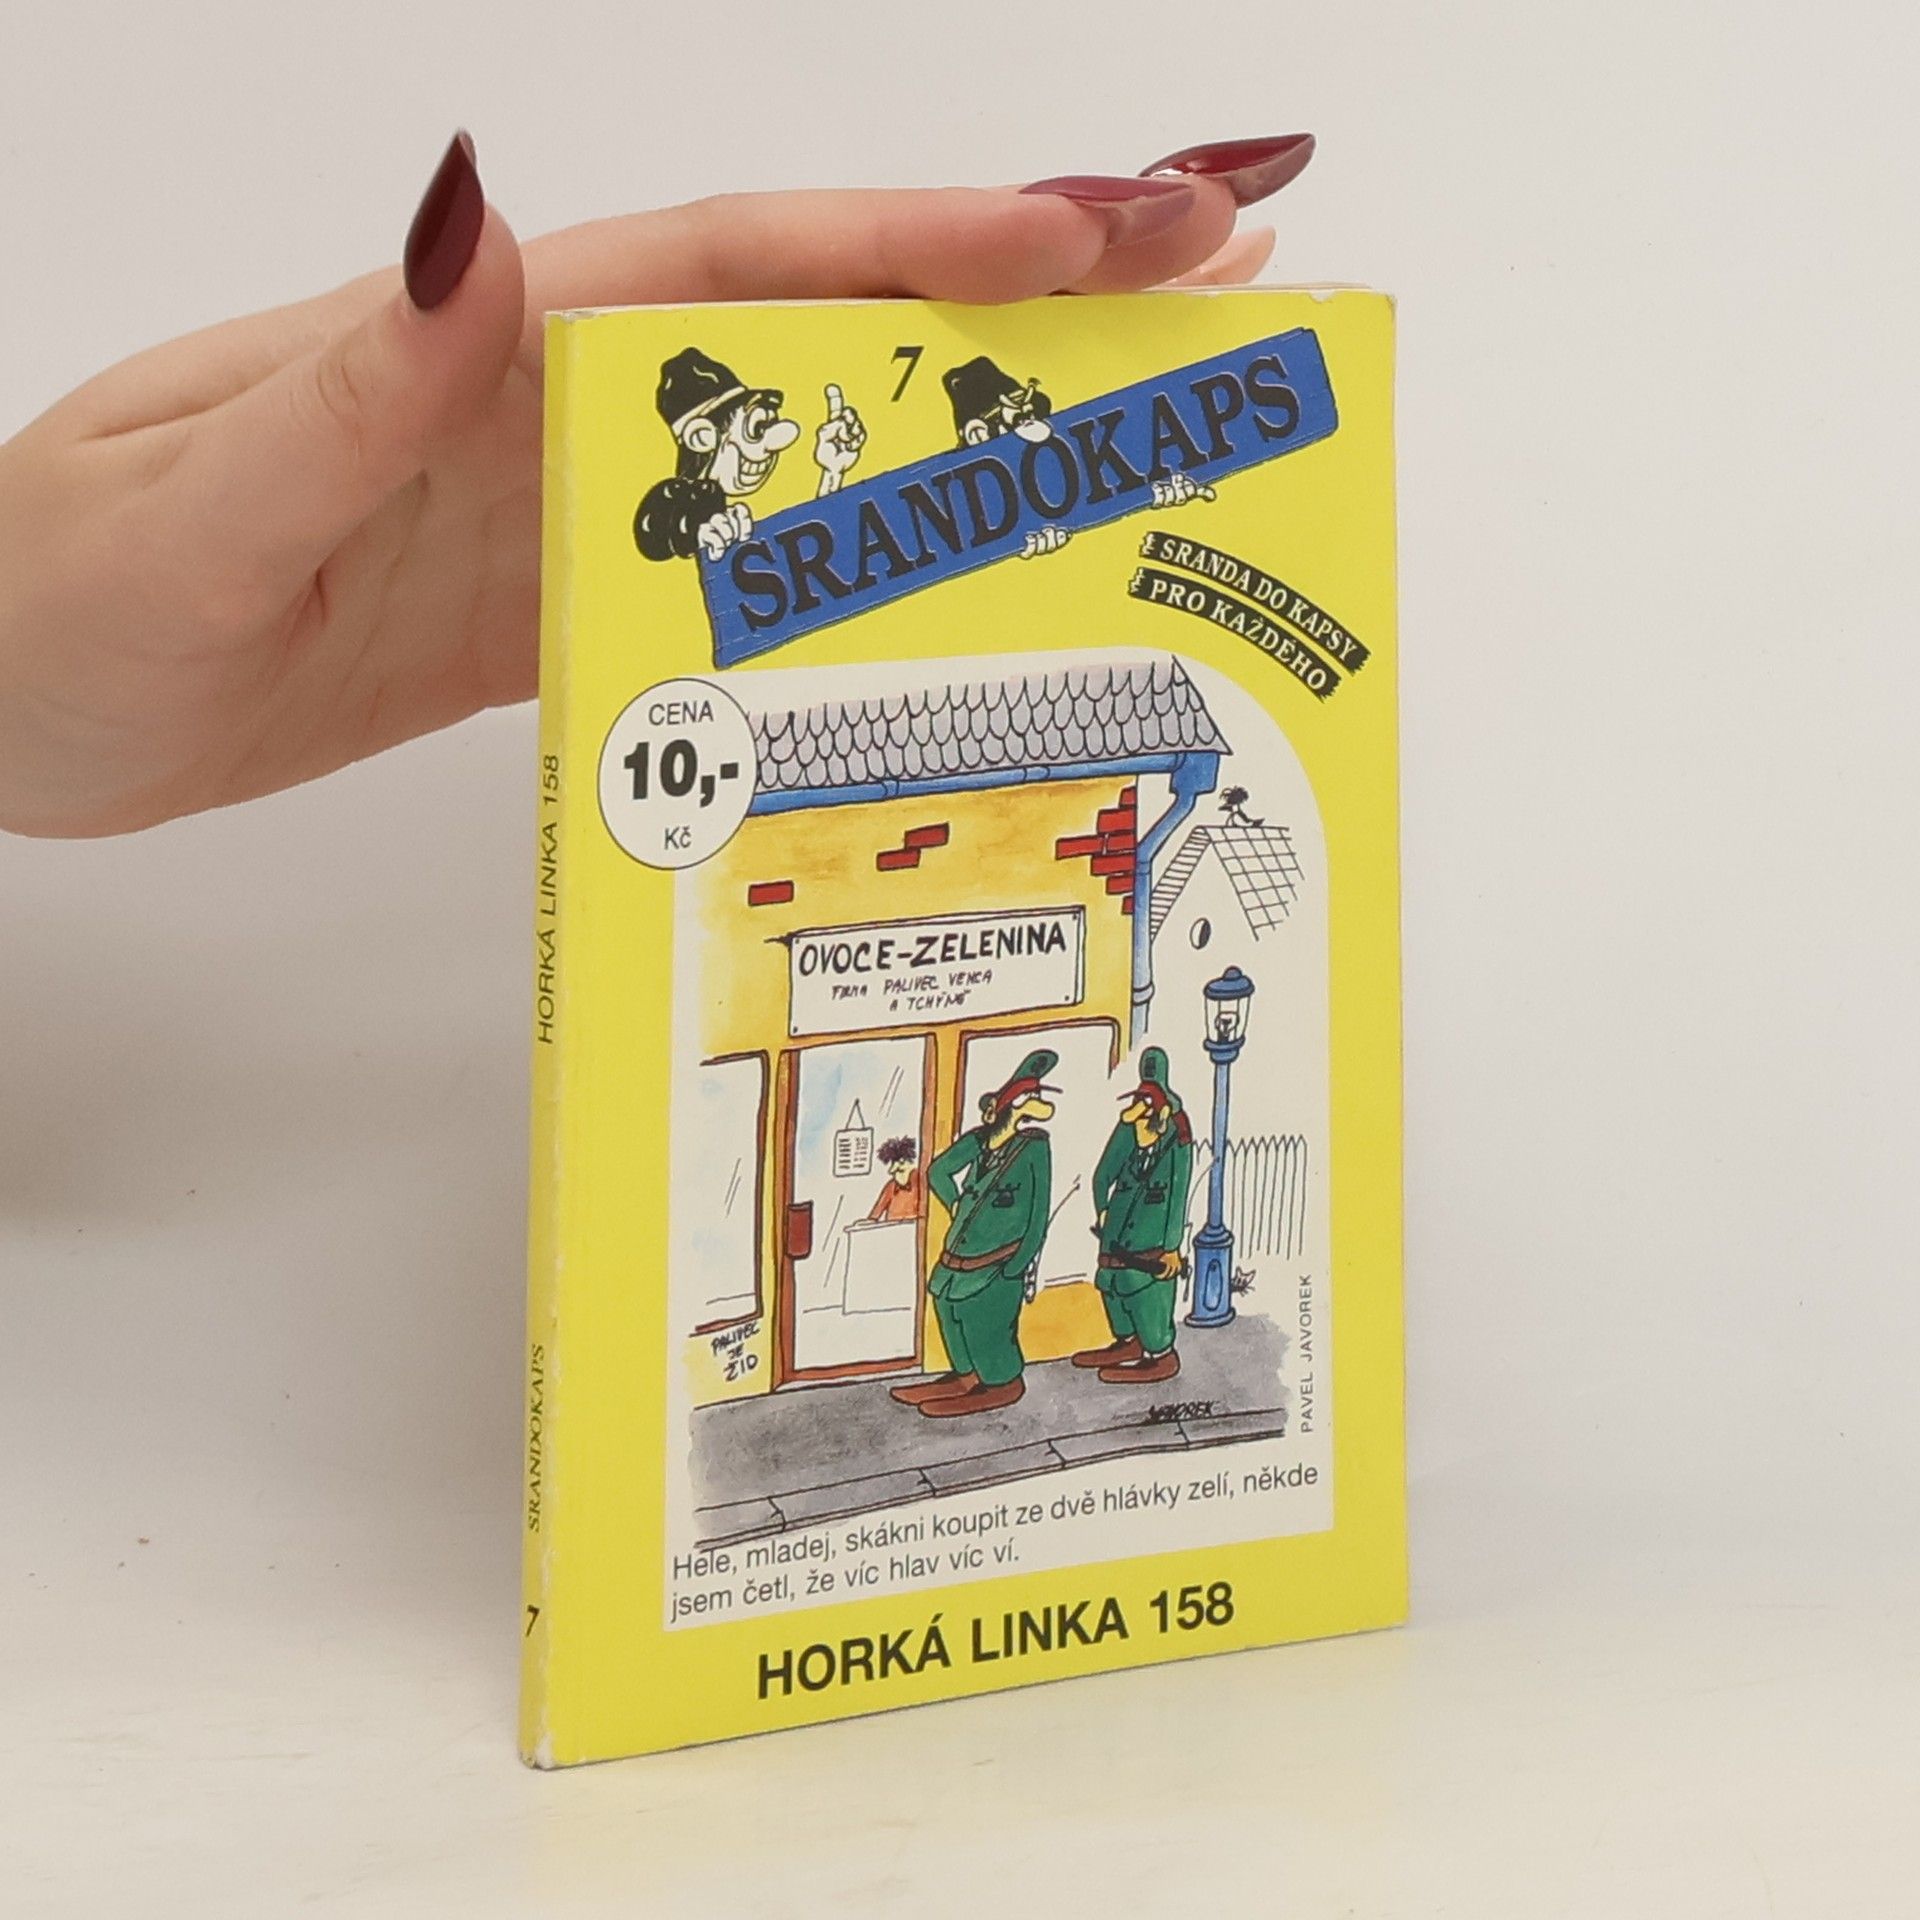 7
SRANDOKAPS
SRANDA DO KAPSY
PRO KAŽDÉHO
CENA
10,-
Kč
OVOCE-ZELENINA
FIRMA PALIVEC VENCA
A TCHÝNĚ
PALIVEC
JE
ŽID
JAVOREK
PAVEL JAVOREK
Hele, mladej, skákni koupit ze dvě hlávky zelí, někde
jsem četl, že víc hlav víc ví.
HORKÁ LINKA 158
HORKÁ LINKA 158
SRANDOKAPS
7